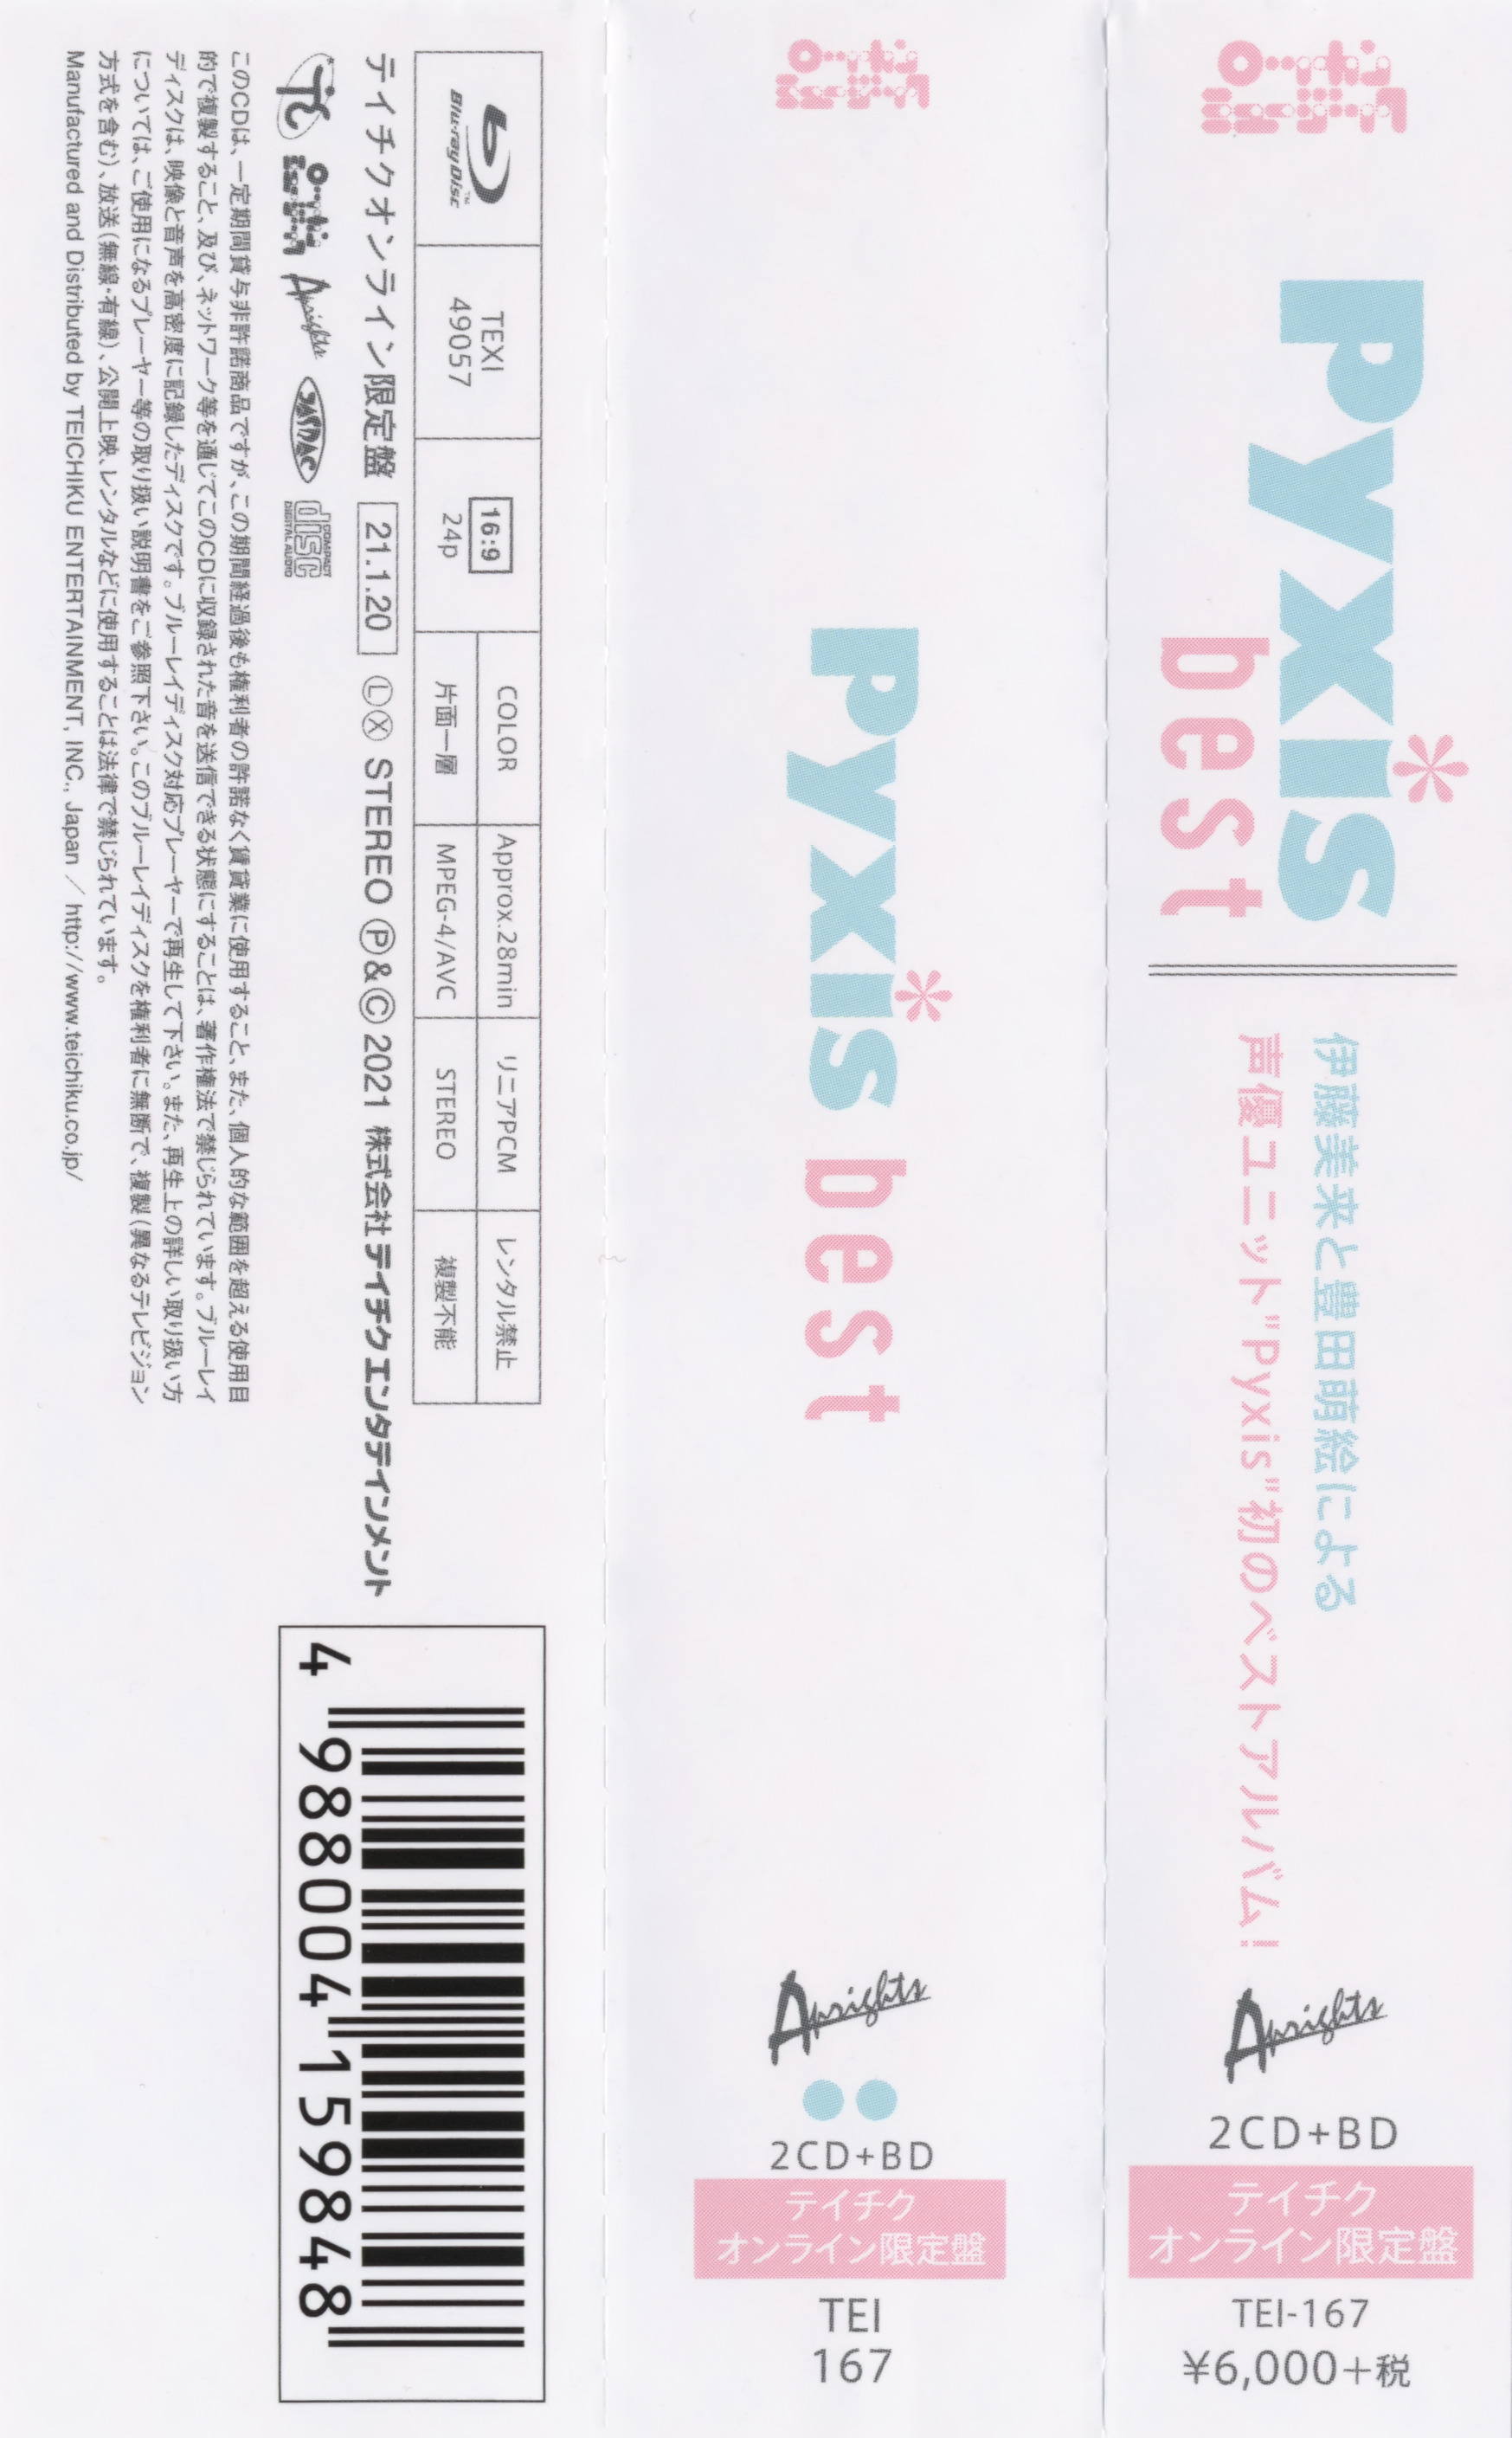 Pyxis
best
伊藤美来と豊田萌絵による
声優ユニット"Pyxis"初のベストアルバム!
Aprights
2CD+BD
テイチク
オンライン限定盤
TEI-167
¥6,000+税
Pyxis best
Aprights
2CD+BD
テイチク
オンライン限定盤
TEI
167
Blu-ray Disc™
TEXI
49057
16:9
24p
COLOR
片面一層
Approx.28min
MPEG-4/AVC
リニアPCM
STEREO
レンタル禁止
複製不能
テイチクオンライン限定盤 21.1.20 Ⓛ Ⓧ STEREO Ⓟ&Ⓒ2021 株式会社テイチクエンタテインメント
Aprights JASRAC COMPACT disc DIGITAL AUDIO
このCDは、一定期間貸与非許諾商品ですが、この期間経過後も権利者の許諾なく賃貸業に使用すること、また、個人的な範囲を超える使用目
的で複製すること、及び、ネットワーク等を通じてこのCDに収録された音を送信できる状態にすることは、著作権法で禁じられています。ブルーレイ
ディスクは、映像と音声を高密度に記録したディスクです。ブルーレイディスク対応プレーヤーで再生して下さい。また、再生上の詳しい取り扱い方
については、ご使用になるプレーヤー等の取り扱い説明書をご参照下さい。このブルーレイディスクを権利者に無断で、複製(異なるテレビジョン
方式を含む)、放送(無線・有線)、公開上映、レンタルなどに使用することは法律で禁じられています。
Manufactured and Distributed by TEICHIKU ENTERTAINMENT, INC., Japan / http://www.teichiku.co.jp/
4 988004 159848